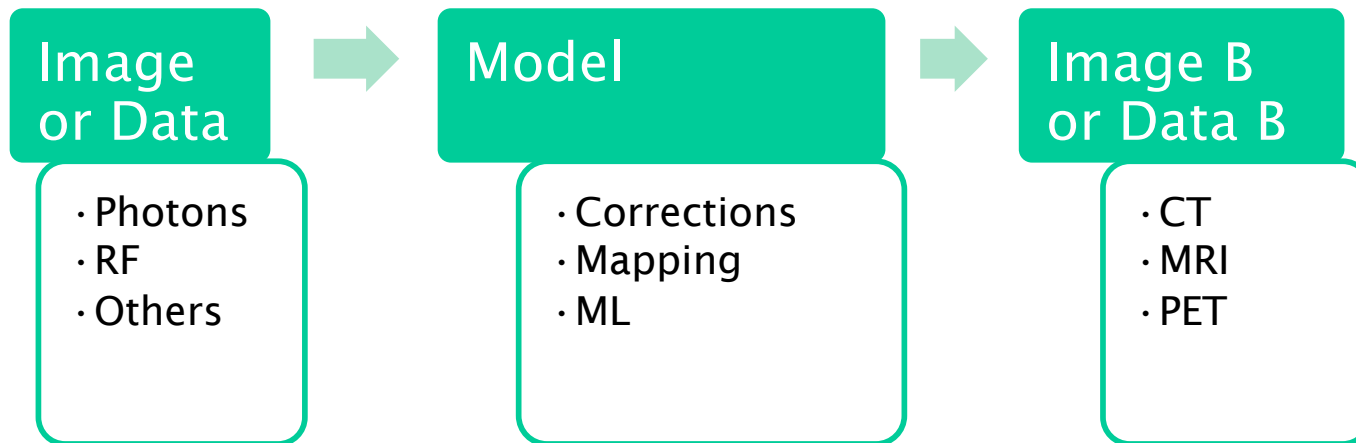 Image
or Data
· Photons
· RF
· Others
Model
· Corrections
· Mapping
· ML
Image B
or Data B
· CT
· MRI
· PET